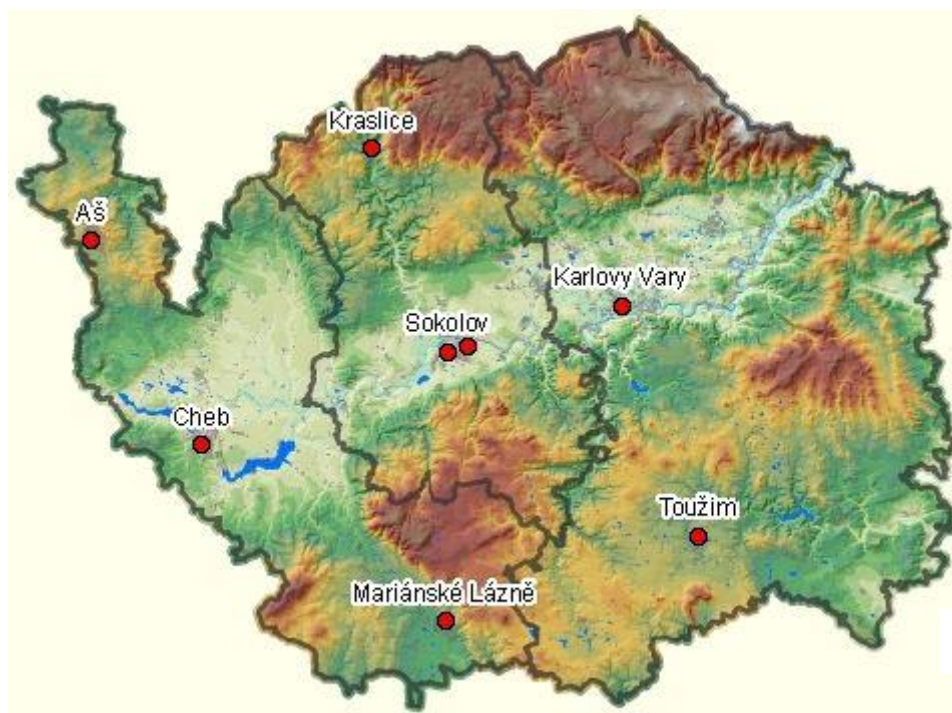 Kraslice
Aš
Karlovy Vary
Sokolov
Cheb
Toužim
Mariánské Lázně